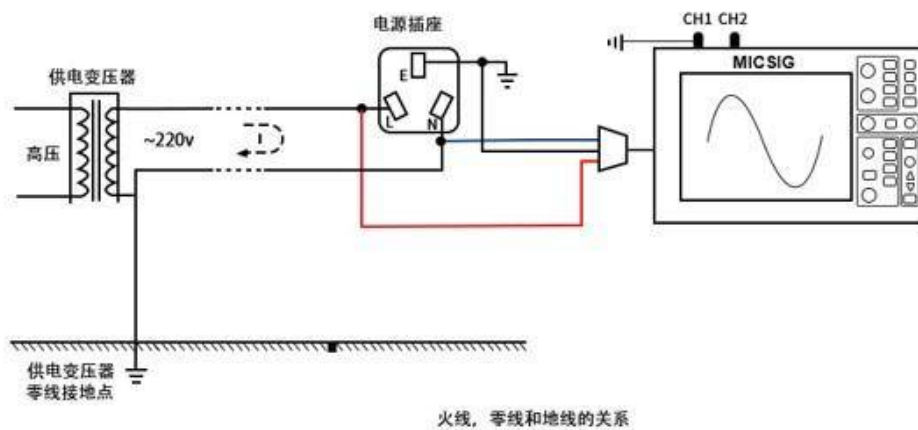 电源插座
CH1 CH2
MICSIG
供电变压器
E
L
N
高压
~220v
I
供电变压器
零线接地点
火线，零线和地线的关系